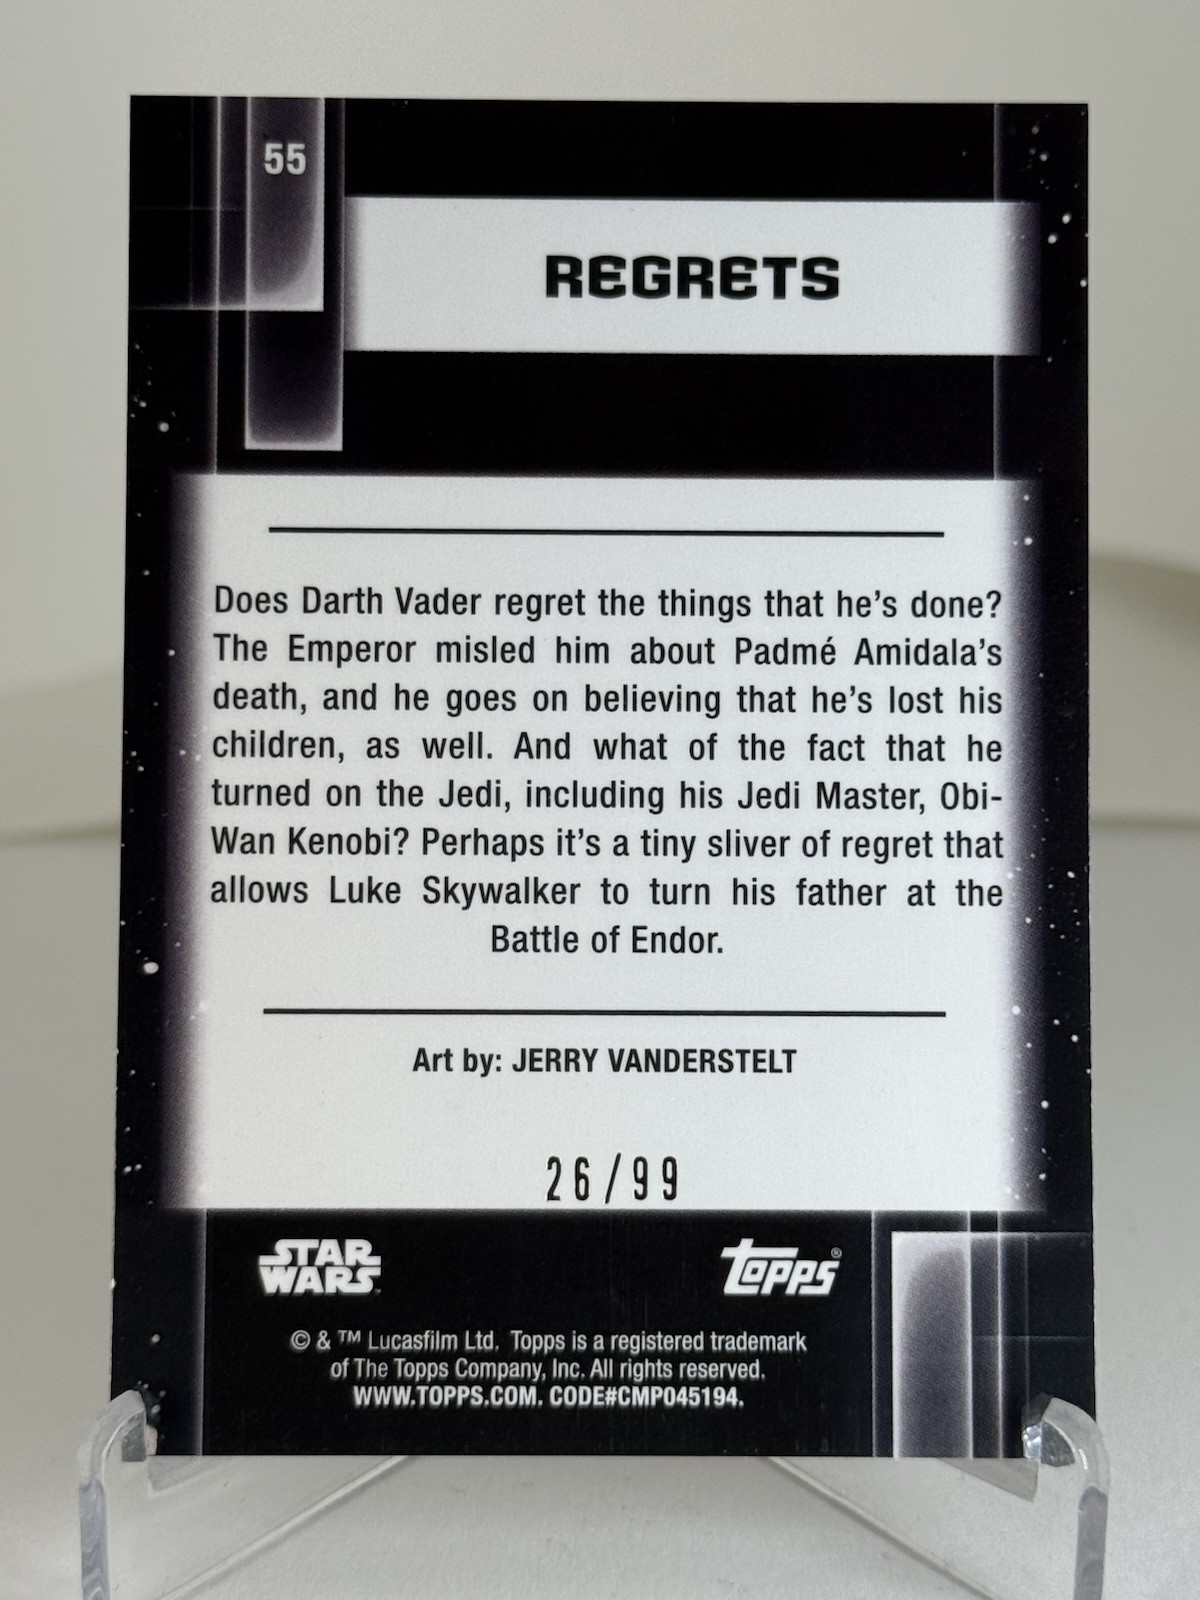 55
REGRETS
Does Darth Vader regret the things that he's done?
The Emperor misled him about Padmé Amidala's
death, and he goes on believing that he's lost his
children, as well. And what of the fact that he
turned on the Jedi, including his Jedi Master, Obi-
Wan Kenobi? Perhaps it's a tiny sliver of regret that
allows Luke Skywalker to turn his father at the
Battle of Endor.
Art by: JERRY VANDERSTELT
26/99
STAR
WARS
topps®
© & ™ Lucasfilm Ltd. Topps is a registered trademark
of The Topps Company, Inc. All rights reserved.
WWW.TOPPS.COM. CODE#CMP045194.